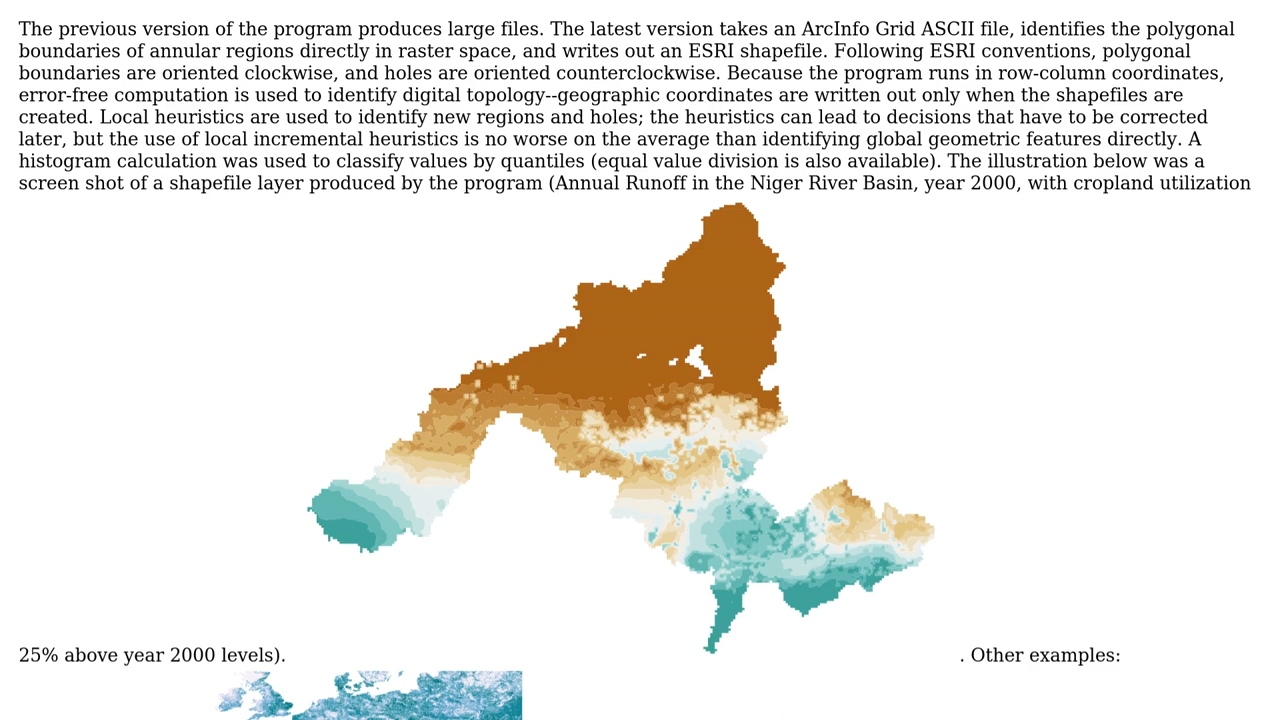 The previous version of the program produces large files. The latest version takes an ArcInfo Grid ASCII file, identifies the polygonal
boundaries of annular regions directly in raster space, and writes out an ESRI shapefile. Following ESRI conventions, polygonal
boundaries are oriented clockwise, and holes are oriented counterclockwise. Because the program runs in row-column coordinates,
error-free computation is used to identify digital topology--geographic coordinates are written out only when the shapefiles are
created. Local heuristics are used to identify new regions and holes; the heuristics can lead to decisions that have to be corrected
later, but the use of local incremental heuristics is no worse on the average than identifying global geometric features directly. A
histogram calculation was used to classify values by quantiles (equal value division is also available). The illustration below was a
screen shot of a shapefile layer produced by the program (Annual Runoff in the Niger River Basin, year 2000, with cropland utilization
25% above year 2000 levels). . Other examples: